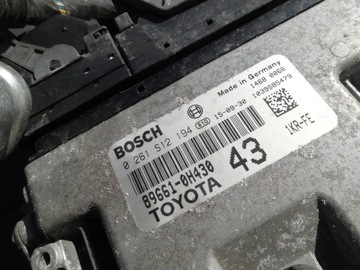 Made in Germany
1468 0066
1039S05479
BOSCH
0 261 S12 194 610 15-09-30
1KR-FE
89661-0H430
TOYOTA 43